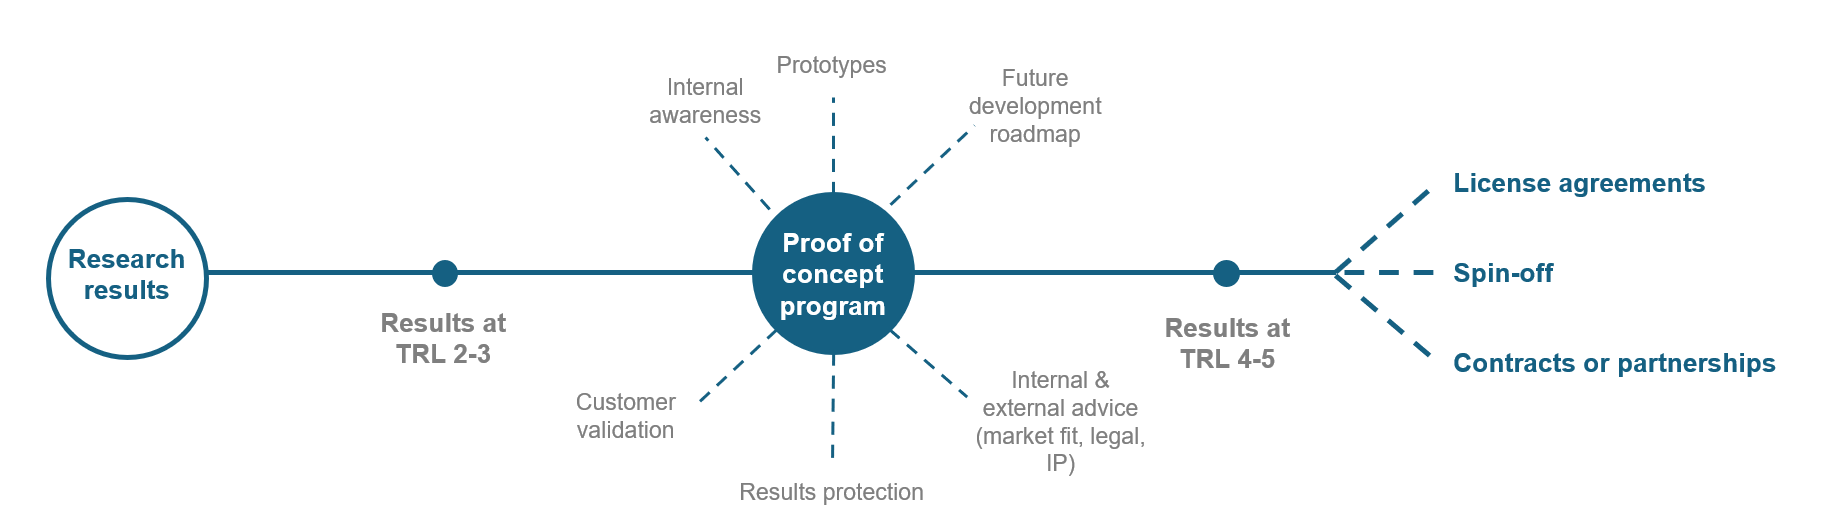 Research
results
Results at
TRL 2-3
Internal
awareness
Prototypes
Future
development
roadmap
Proof of
concept
program
Customer
validation
Results protection
Internal &
external advice
(market fit, legal,
IP)
Results at
TRL 4-5
License agreements
Spin-off
Contracts or partnerships